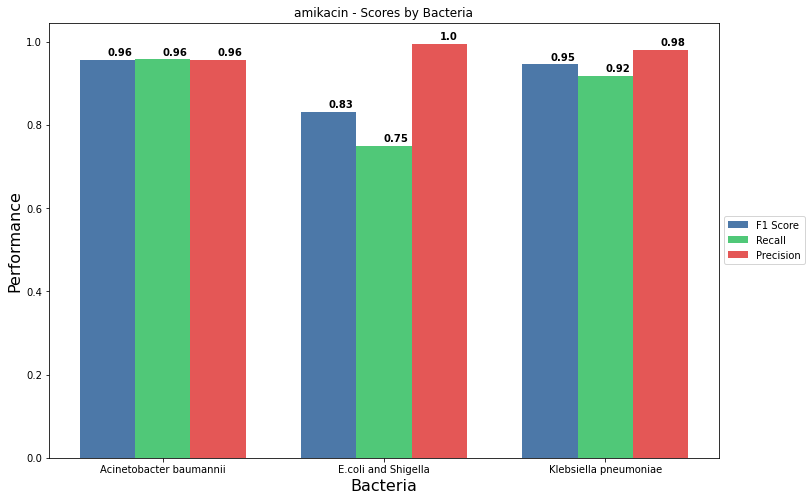 amikacin - Scores by Bacteria
1.0
0.8
0.6
0.4
0.2
0.0
Performance
0.96
0.96
0.96
0.83
0.75
1.0
0.95
0.92
0.98
Acinetobacter baumannii
E.coli and Shigella
Klebsiella pneumoniae
Bacteria
F1 Score
Recall
Precision